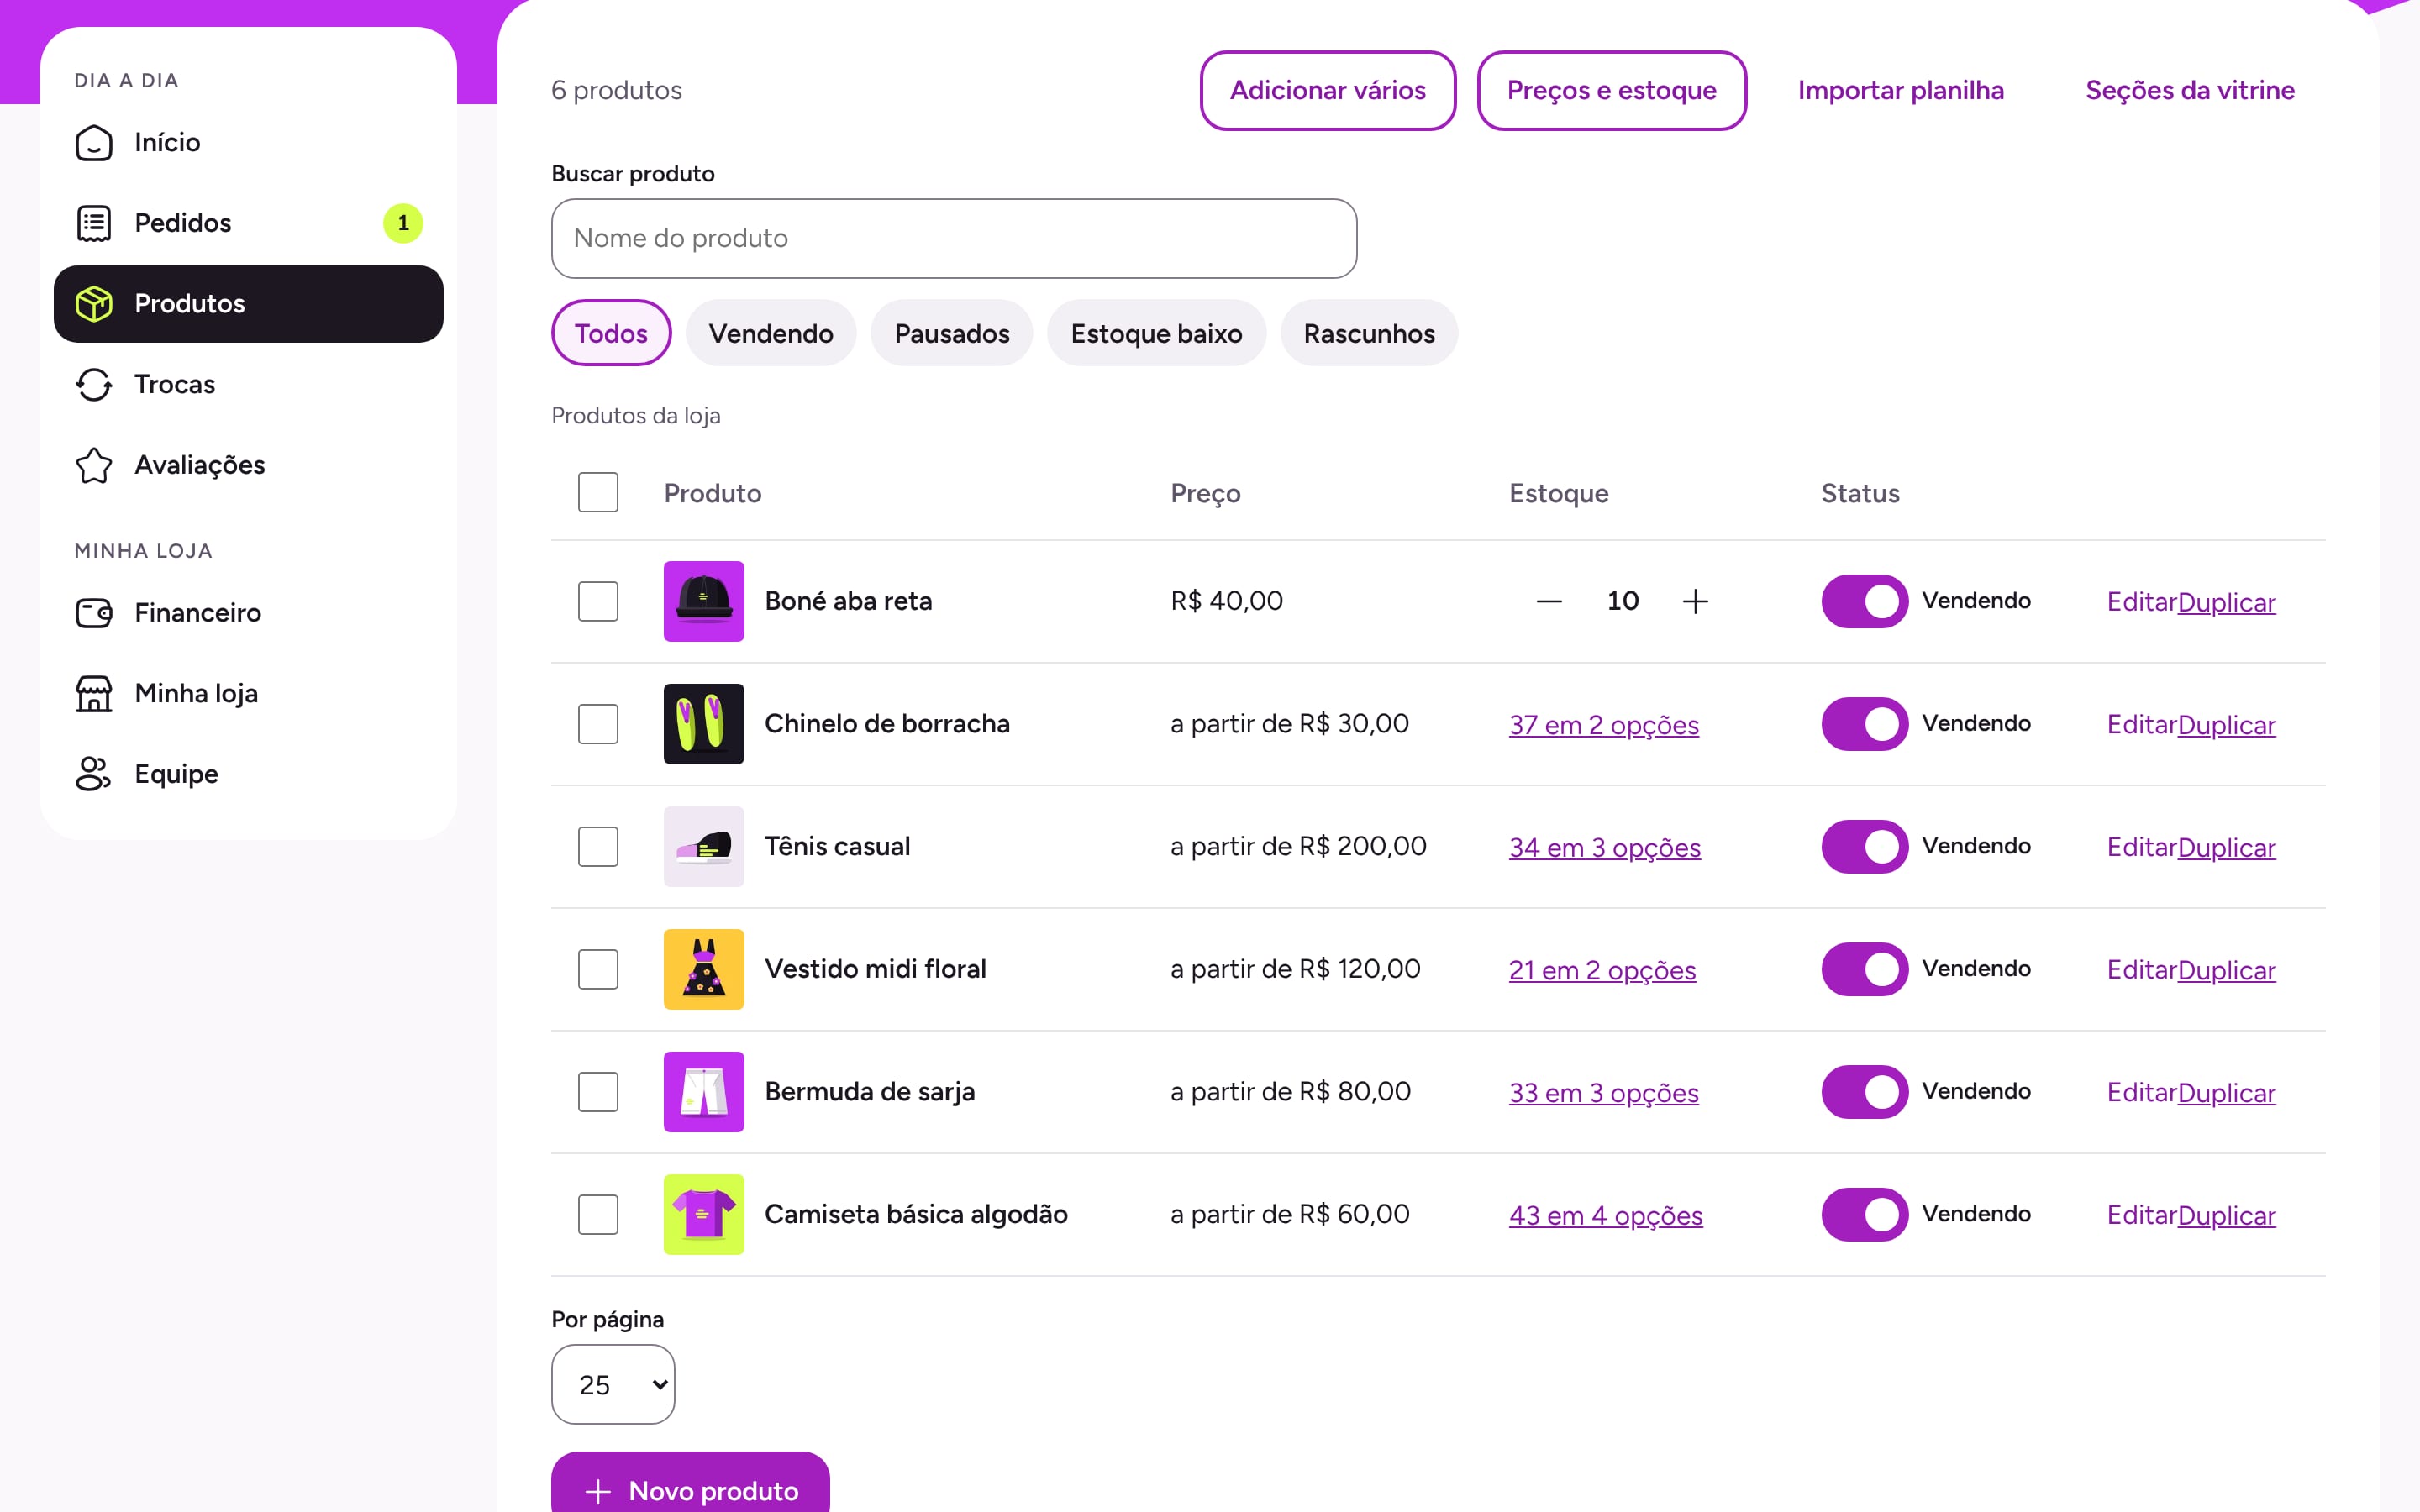 DIA A DIA
Início
Pedidos 1
Produtos
Trocas
Avaliações
MINHA LOJA
Financeiro
Minha loja
Equipe
6 produtos Adicionar vários Preços e estoque Importar planilha Seções da vitrine
Buscar produto
Nome do produto
Todos Vendendo Pausados Estoque baixo Rascunhos
Produtos da loja
Produto Preço Estoque Status
Boné aba reta R$ 40,00 — 10 + Vendendo EditarDuplicar
Chinelo de borracha a partir de R$ 30,00 37 em 2 opções Vendendo EditarDuplicar
Tênis casual a partir de R$ 200,00 34 em 3 opções Vendendo EditarDuplicar
Vestido midi floral a partir de R$ 120,00 21 em 2 opções Vendendo EditarDuplicar
Bermuda de sarja a partir de R$ 80,00 33 em 3 opções Vendendo EditarDuplicar
Camiseta básica algodão a partir de R$ 60,00 43 em 4 opções Vendendo EditarDuplicar
Por página
25
+ Novo produto